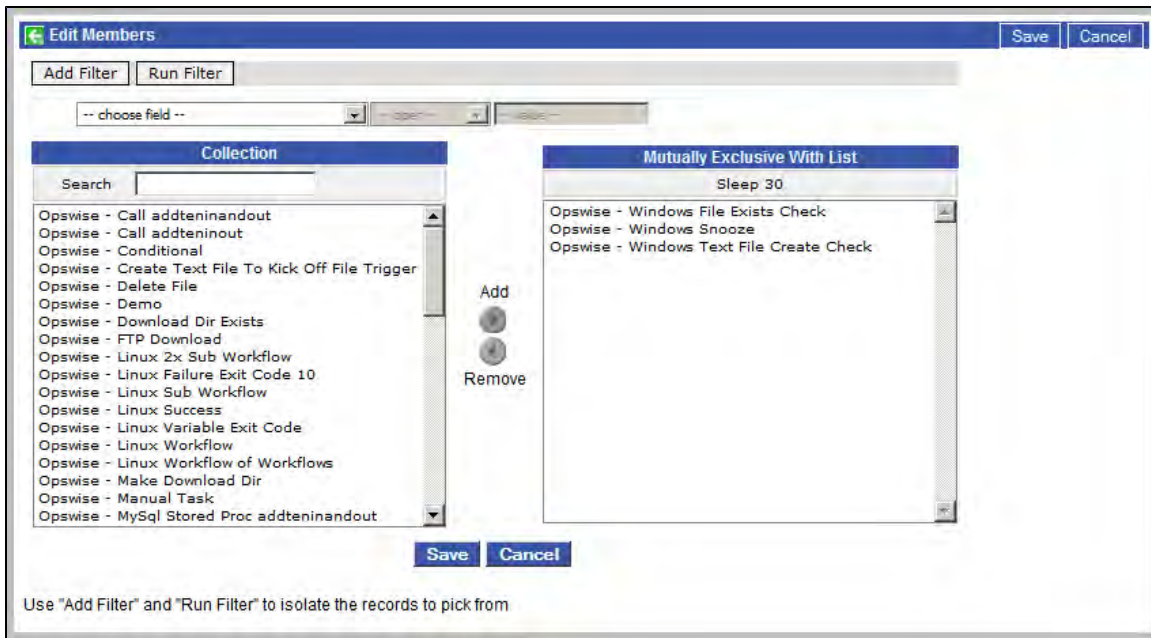 Edit Members
Save Cancel
Add Filter Run Filter
-- choose field -- -- oper -- -- value --
Collection
Search
Opswise - Call addteninandout
Opswise - Call addteninout
Opswise - Conditional
Opswise - Create Text File To Kick Off File Trigger
Opswise - Delete File
Opswise - Demo
Opswise - Download Dir Exists
Opswise - FTP Download
Opswise - Linux 2x Sub Workflow
Opswise - Linux Failure Exit Code 10
Opswise - Linux Sub Workflow
Opswise - Linux Success
Opswise - Linux Variable Exit Code
Opswise - Linux Workflow
Opswise - Linux Workflow of Workflows
Opswise - Make Download Dir
Opswise - Manual Task
Opswise - MySql Stored Proc addteninandout
Add
Remove
Mutually Exclusive With List
Sleep 30
Opswise - Windows File Exists Check
Opswise - Windows Snooze
Opswise - Windows Text File Create Check
Save Cancel
Use "Add Filter" and "Run Filter" to isolate the records to pick from